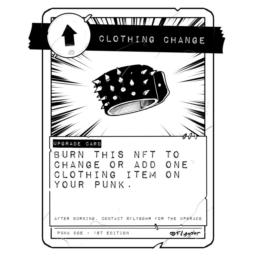 CLOTHING CHANGE
UPGRADE CARD
BURN THIS NFT TO
CHANGE OR ADD ONE
CLOTHING ITEM ON
YOUR PUNK.
AFTER BURNING, CONTACT @FLYGOHR FOR THE UPGRADE
1ST EDITION